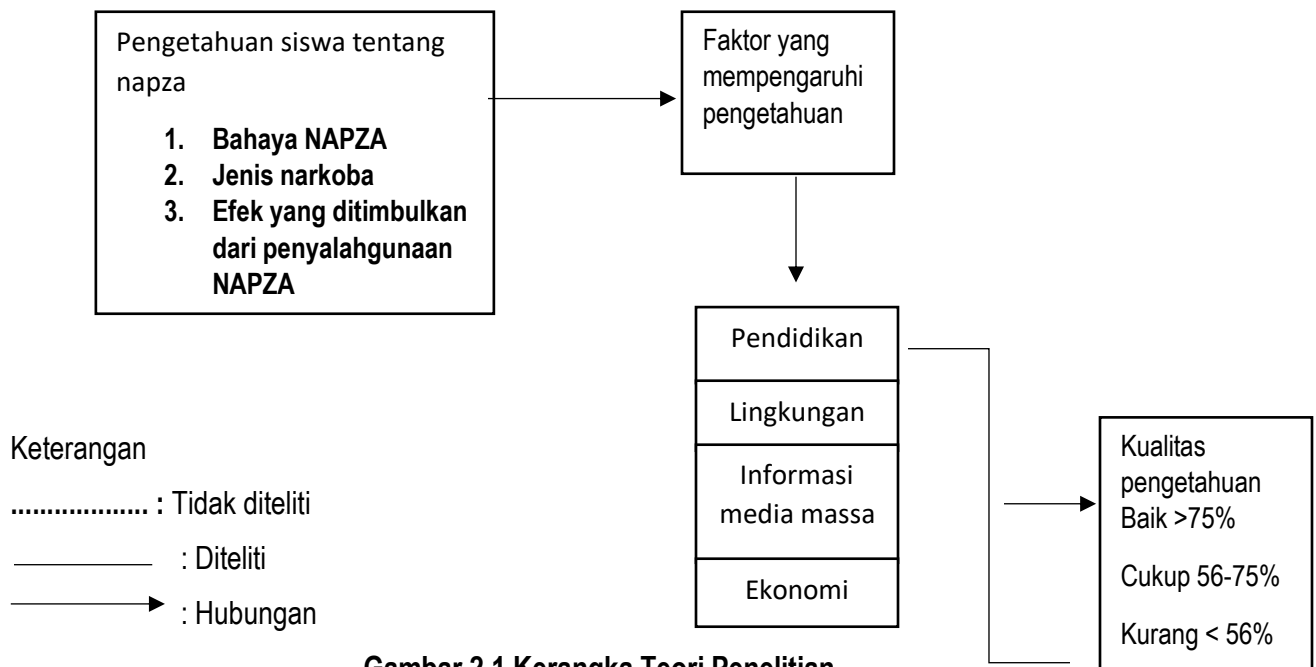 Pengetahuan siswa tentang
napza
1. Bahaya NAPZA
2. Jenis narkoba
3. Efek yang ditimbulkan
dari penyalahgunaan
NAPZA
Faktor yang
mempengaruhi
pengetahuan
Pendidikan
Lingkungan
Informasi
media massa
Ekonomi
Kualitas
pengetahuan
Baik >75%
Cukup 56-75%
Kurang < 56%
Keterangan
................... : Tidak diteliti
: Diteliti
: Hubungan
Gambar 2.1 Kerangka Teori Penelitian